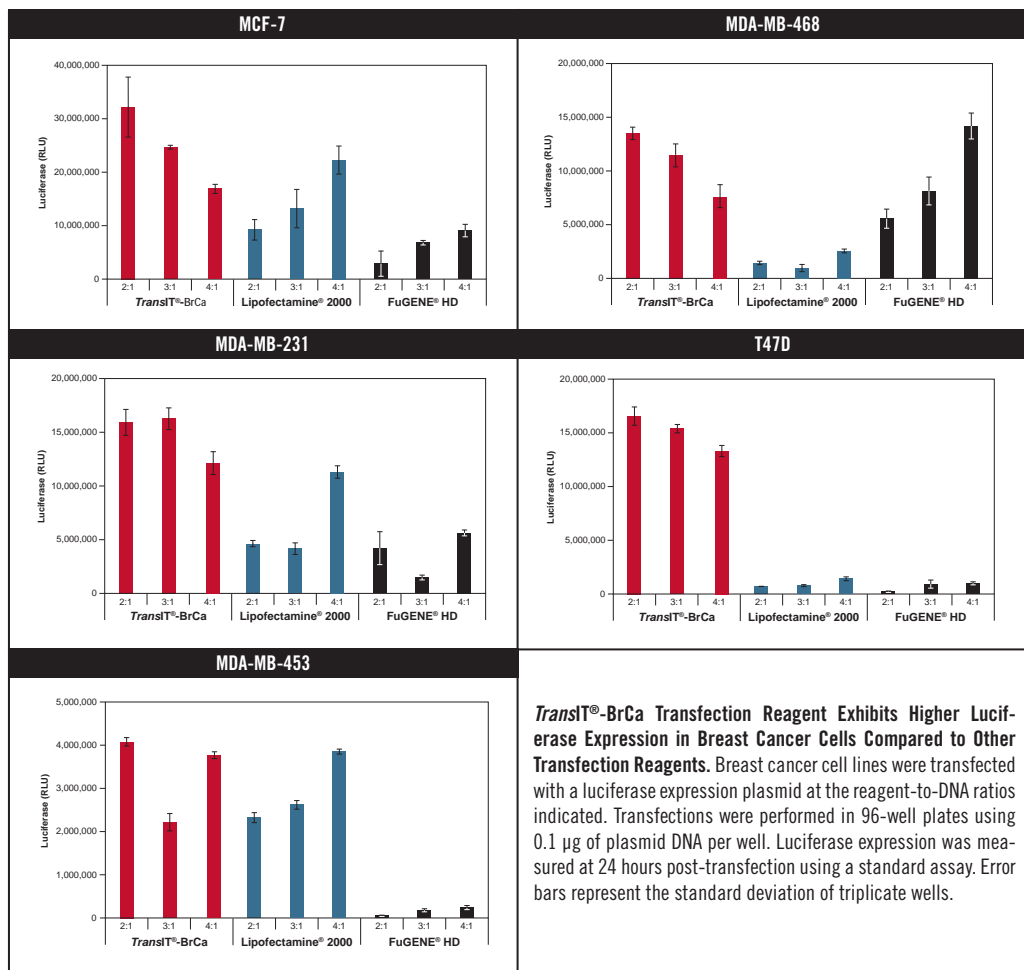 MCF-7
40,000,000
30,000,000
20,000,000
10,000,000
0
Luciferase (RLU)
2:1 3:1 4:1 2:1 3:1 4:1 2:1 3:1 4:1
TransIT®-BrCa Lipofectamine® 2000 FuGENE® HD
MDA-MB-468
20,000,000
15,000,000
10,000,000
5,000,000
0
Luciferase (RLU)
2:1 3:1 4:1 2:1 3:1 4:1 2:1 3:1 4:1
TransIT®-BrCa Lipofectamine® 2000 FuGENE® HD
MDA-MB-231
20,000,000
15,000,000
10,000,000
5,000,000
0
Luciferase (RLU)
2:1 3:1 4:1 2:1 3:1 4:1 2:1 3:1 4:1
TransIT®-BrCa Lipofectamine® 2000 FuGENE® HD
T47D
20,000,000
15,000,000
10,000,000
5,000,000
0
Luciferase (RLU)
2:1 3:1 4:1 2:1 3:1 4:1 2:1 3:1 4:1
TransIT®-BrCa Lipofectamine® 2000 FuGENE® HD
MDA-MB-453
5,000,000
4,000,000
3,000,000
2,000,000
1,000,000
0
Luciferase (RLU)
2:1 3:1 4:1 2:1 3:1 4:1 2:1 3:1 4:1
TransIT®-BrCa Lipofectamine® 2000 FuGENE® HD
TransIT®-BrCa Transfection Reagent Exhibits Higher Lucif-
erase Expression in Breast Cancer Cells Compared to Other
Transfection Reagents. Breast cancer cell lines were transfected
with a luciferase expression plasmid at the reagent-to-DNA ratios
indicated. Transfections were performed in 96-well plates using
0.1 µg of plasmid DNA per well. Luciferase expression was mea-
sured at 24 hours post-transfection using a standard assay. Error
bars represent the standard deviation of triplicate wells.